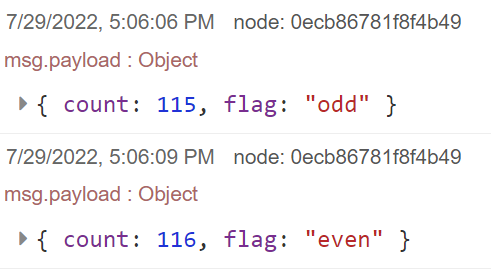 7/29/2022, 5:06:06 PM node: 0ecb86781f8f4b49
msg.payload : Object
{ count: 115, flag: "odd" }
7/29/2022, 5:06:09 PM node: 0ecb86781f8f4b49
msg.payload : Object
{ count: 116, flag: "even" }